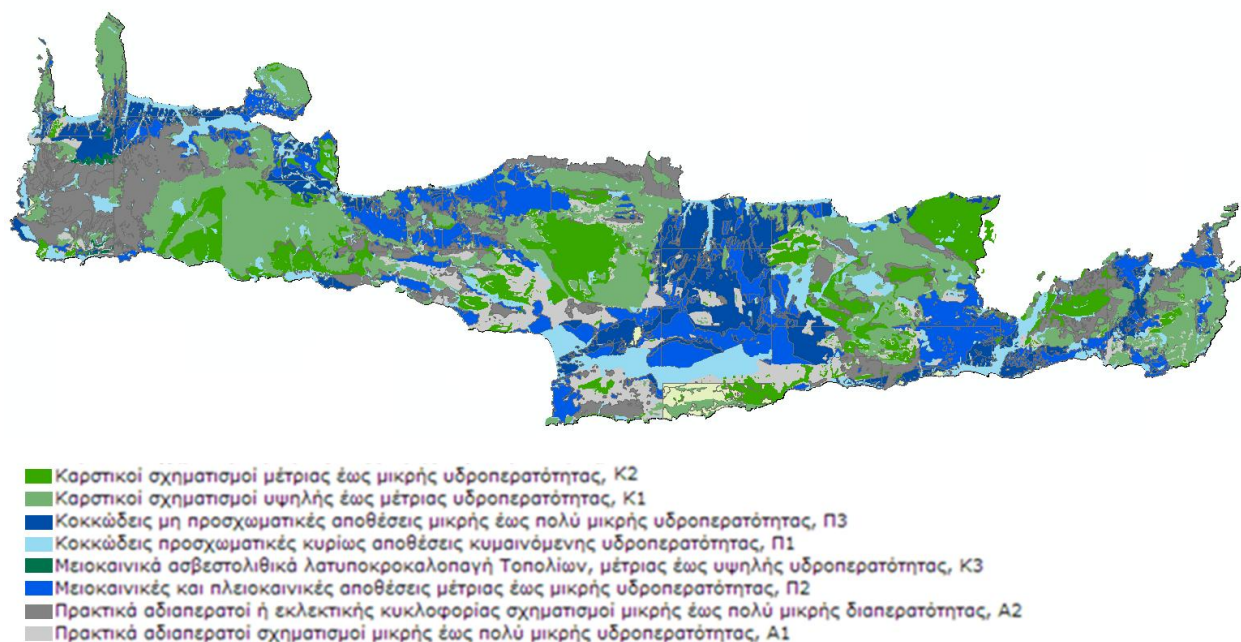 Καρστικοί σχηματισμοί μέτριας έως μικρής υδροπερατότητας, Κ2
Καρστικοί σχηματισμοί υψηλής έως μέτριας υδροπερατότητας, Κ1
Κοκκώδεις μη προσχωματικές αποθέσεις μικρής έως πολύ μικρής υδροπερατότητας, Π3
Κοκκώδεις προσχωματικές κυρίως αποθέσεις κυμαινόμενης υδροπερατότητας, Π1
Μειοκαινικά ασβεστολιθικά λατυποκροκαλοπαγή Τοπολίων, μέτριας έως υψηλής υδροπερατότητας, Κ3
Μειοκαινικές και πλειοκαινικές αποθέσεις μέτριας έως μικρής υδροπερατότητας, Π2
Πρακτικά αδιαπερατοί ή εκλεκτικής κυκλοφορίας σχηματισμοί μικρής έως πολύ μικρής διαπερατότητας, Α2
Πρακτικά αδιαπερατοί σχηματισμοί μικρής έως πολύ μικρής υδροπερατότητας, Α1